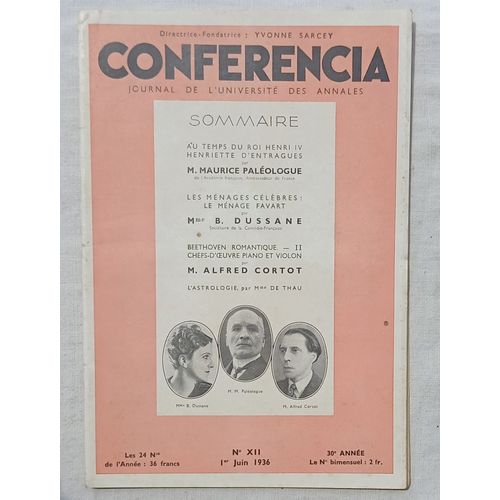 Directrice-Fondatrice : YVONNE SARCEY
CONFERENCIA
JOURNAL DE L'UNIVERSITÉ DES ANNALES
SOMMAIRE
AU TEMPS DU ROI HENRI IV
HENRIETTE D'ENTRAGUES
par
M. MAURICE PALÉOLOGUE
de l'Académie française, Ambassadeur de France
LES MÉNAGES CÉLÈBRES :
LE MÉNAGE FAVART
par
Mme B. DUSSANE
Sociétaire de la Comédie-Française
BEETHOVEN ROMANTIQUE. — II
CHEFS-D'ŒUVRE PIANO ET VIOLON
par
M. ALFRED CORTOT
L'ASTROLOGIE, par Mme DE THAU
Mme B. Dussane
M. M. Paléologue
M. Alfred Cortot
Les 24 Nos
de l'Année : 36 francs
No XII
1er Juin 1936
30e ANNÉE
Le No bimensuel : 2 fr.